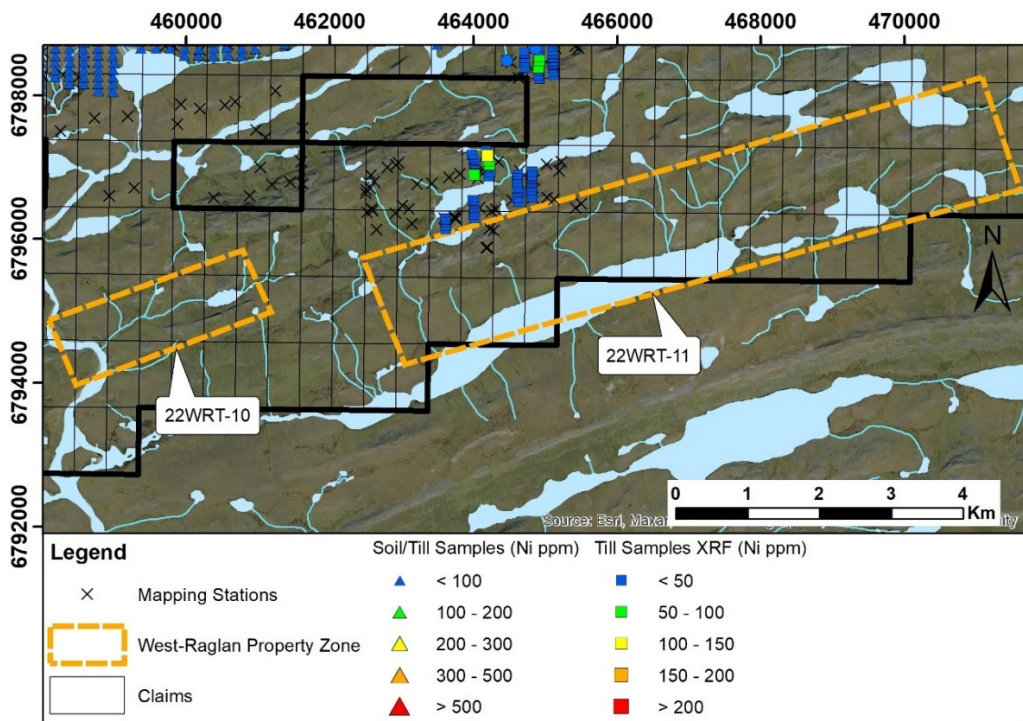 460000 462000 464000 466000 468000 470000
6798000
6796000
6794000
6792000
N
22WRT-11
22WRT-10
0 1 2 3 4
Km
Source: Esri, Maxar,
Legend
Mapping Stations
West-Raglan Property Zone
Claims
Soil/Till Samples (Ni ppm)
< 100
100 - 200
200 - 300
300 - 500
> 500
Till Samples XRF (Ni ppm)
< 50
50 - 100
100 - 150
150 - 200
> 200